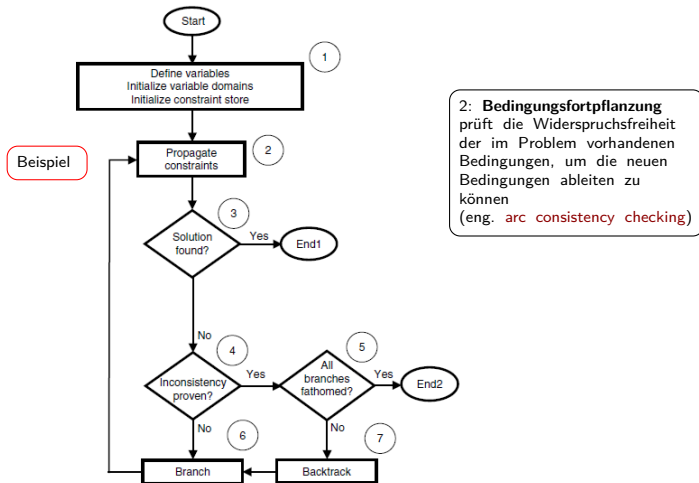 Start
1
Define variables
Initialize variable domains
Initialize constraint store
2: Bedingungsfortpflanzung
prüft die Widerspruchsfreiheit
der im Problem vorhandenen
Bedingungen, um die neuen
Bedingungen ableiten zu
können
(eng. arc consistency checking)
Beispiel
Propagate
constraints
2
3
Solution
found?
Yes
End1
No
4
Inconsistency
proven?
Yes
5
All
branches
fathomed?
Yes
End2
No
6
No
7
Branch
Backtrack